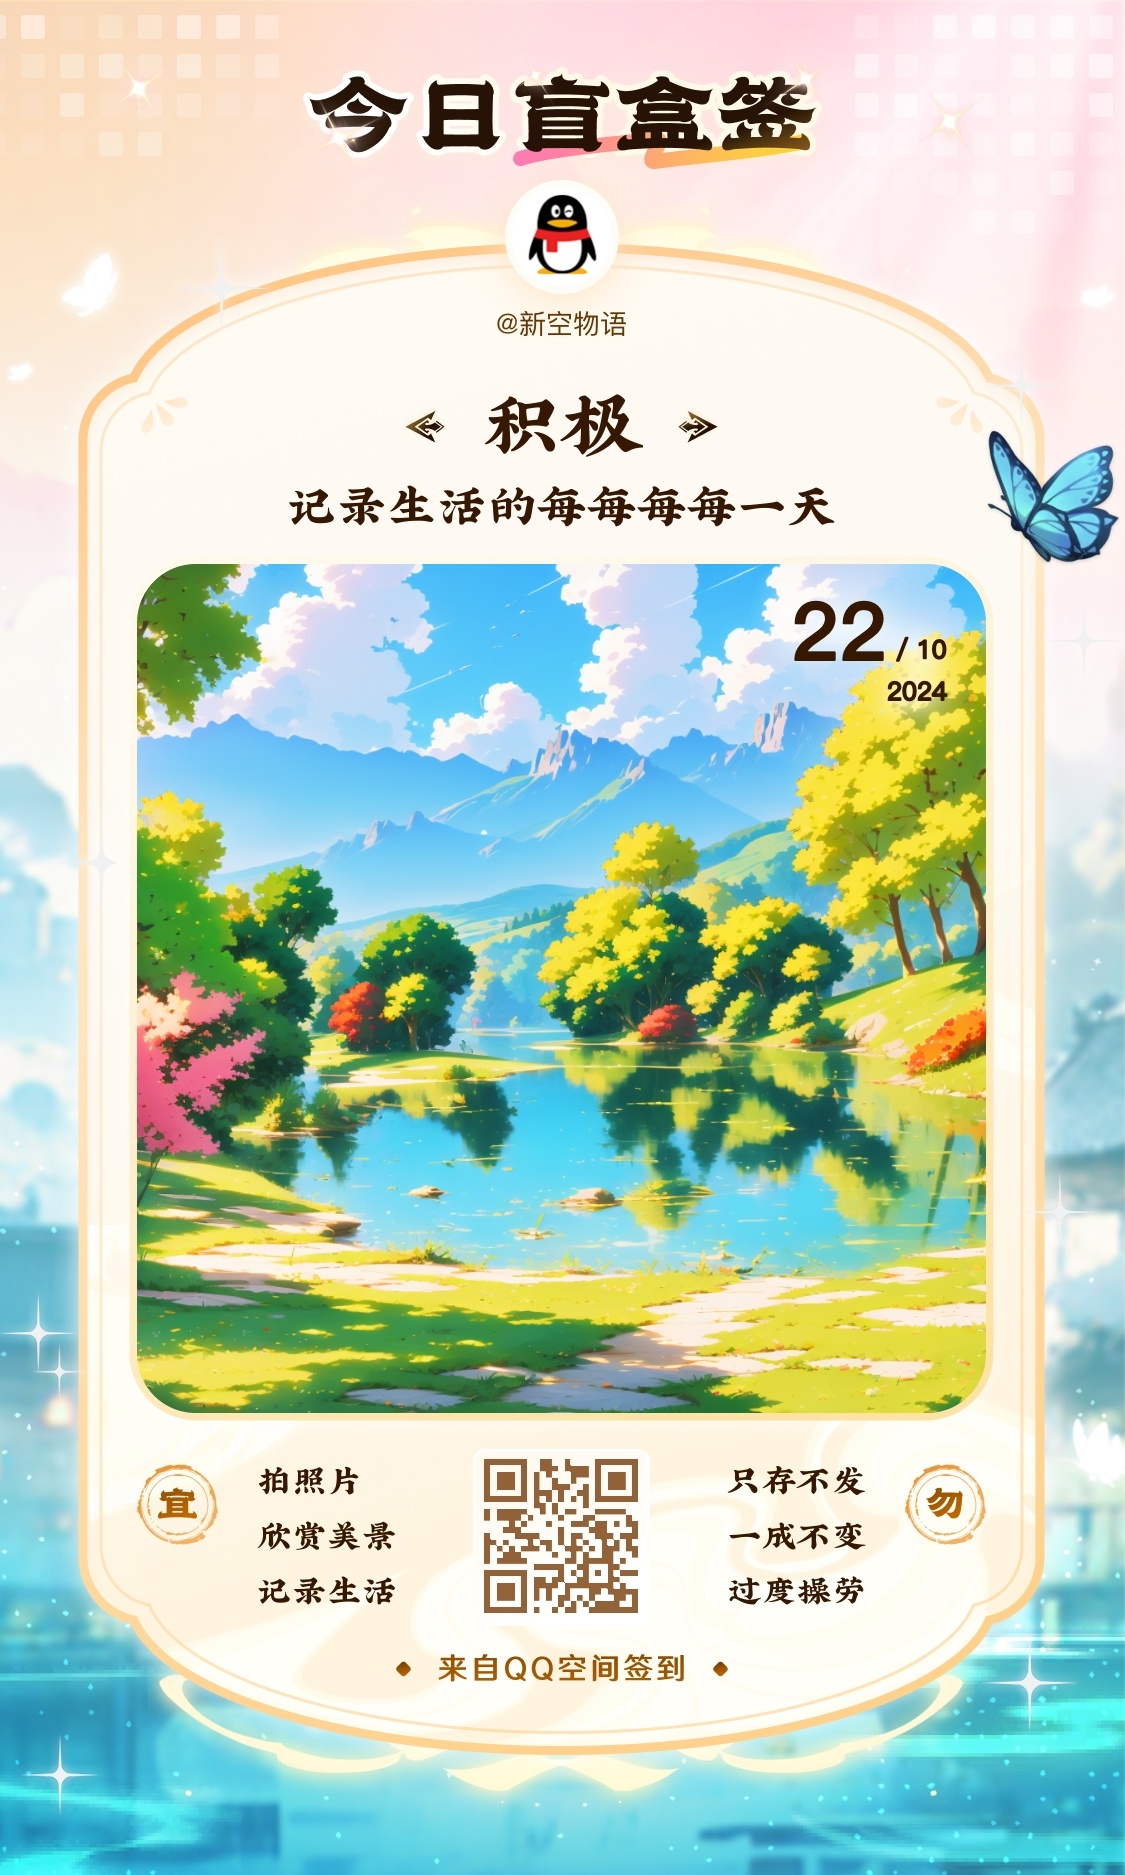 今日盲盒签
@新空物语
积极
记录生活的每每每每一天
22 / 10
2024
宜
拍照片
欣赏美景
记录生活
只存不发
一成不变
过度操劳
勿
来自QQ空间签到